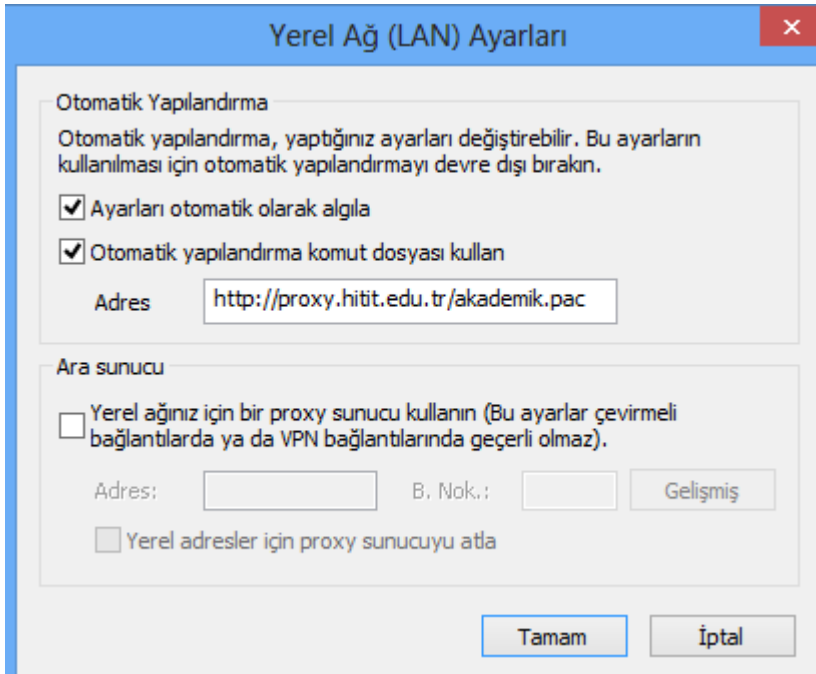 Yerel Ağ (LAN) Ayarları
Otomatik Yapılandırma
Otomatik yapılandırma, yaptığınız ayarları değiştirebilir. Bu ayarların
kullanılması için otomatik yapılandırmayı devre dışı bırakın.
Ayarları otomatik olarak algıla
Otomatik yapılandırma komut dosyası kullan
Adres http://proxy.hitit.edu.tr/akademik.pac
Ara sunucu
Yerel ağınız için bir proxy sunucu kullanın (Bu ayarlar çevirmeli
bağlantılarda ya da VPN bağlantılarında geçerli olmaz).
Adres: B. Nok.: Gelişmiş
Yerel adresler için proxy sunucuyu atla
Tamam İptal